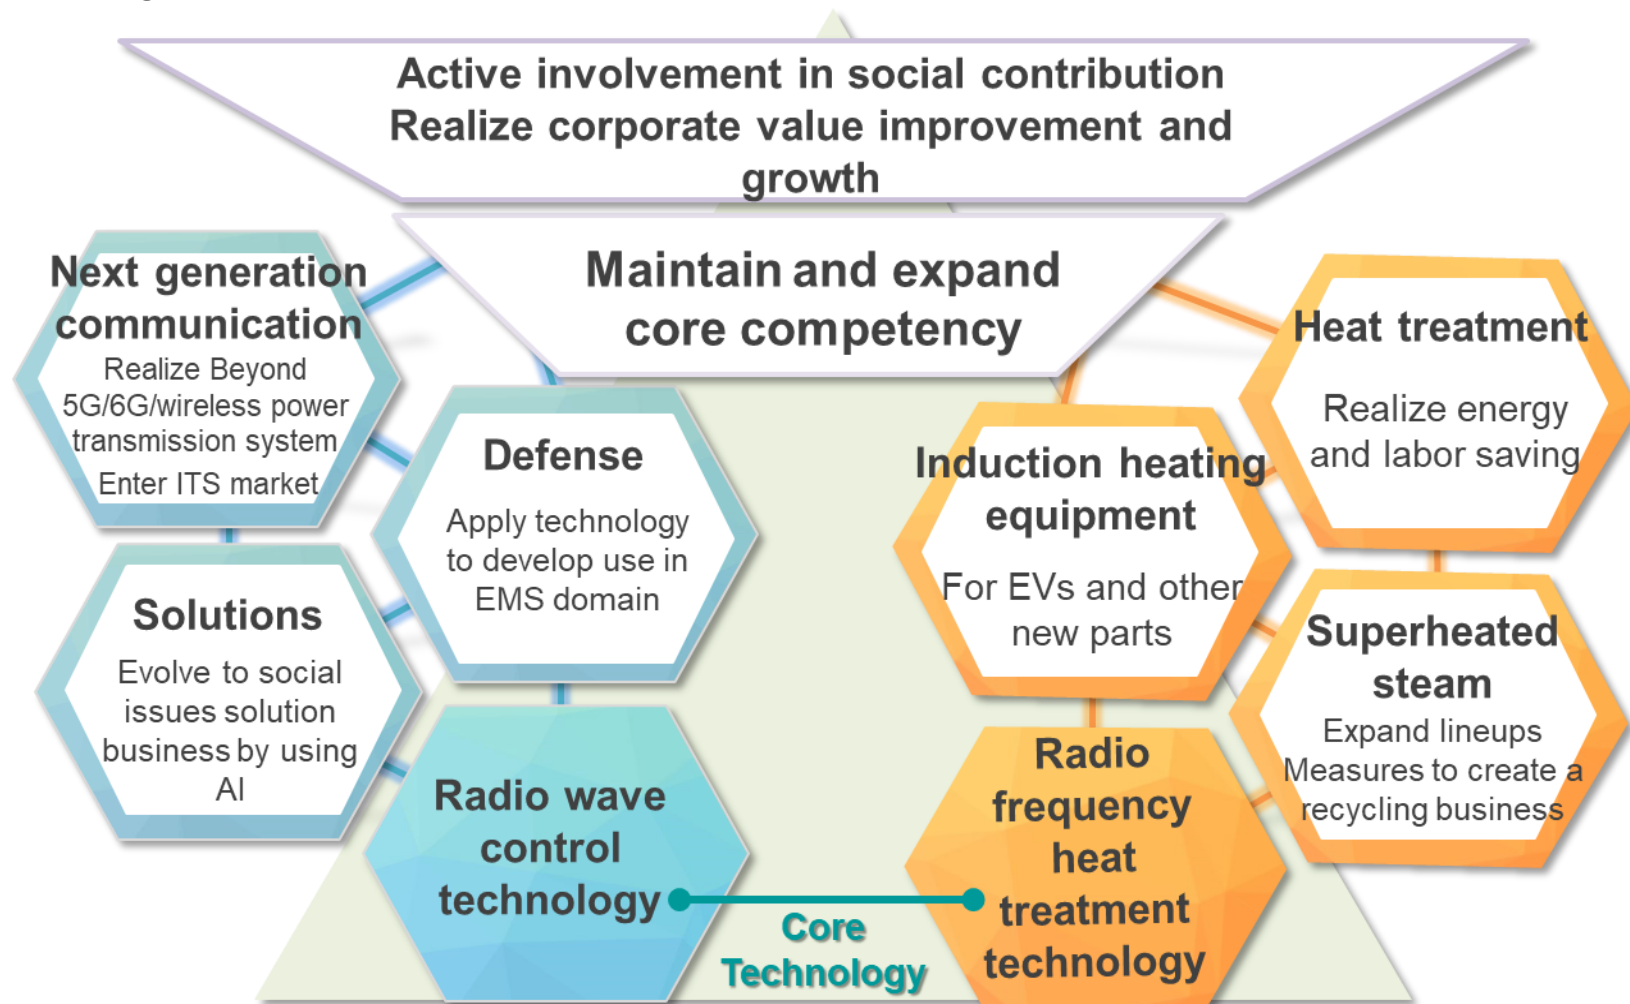 Active involvement in social contribution
Realize corporate value improvement and
growth
Maintain and expand
core competency
Next generation
communication
Realize Beyond
5G/6G/wireless power
transmission system
Enter ITS market
Defense
Apply technology
to develop use in
EMS domain
Solutions
Evolve to social
issues solution
business by using
AI
Radio wave
control
technology
Heat treatment
Realize energy
and labor saving
Induction heating
equipment
For EVs and other
new parts
Superheated
steam
Expand lineups
Measures to create a
recycling business
Radio
frequency
heat
treatment
technology
Core
Technology